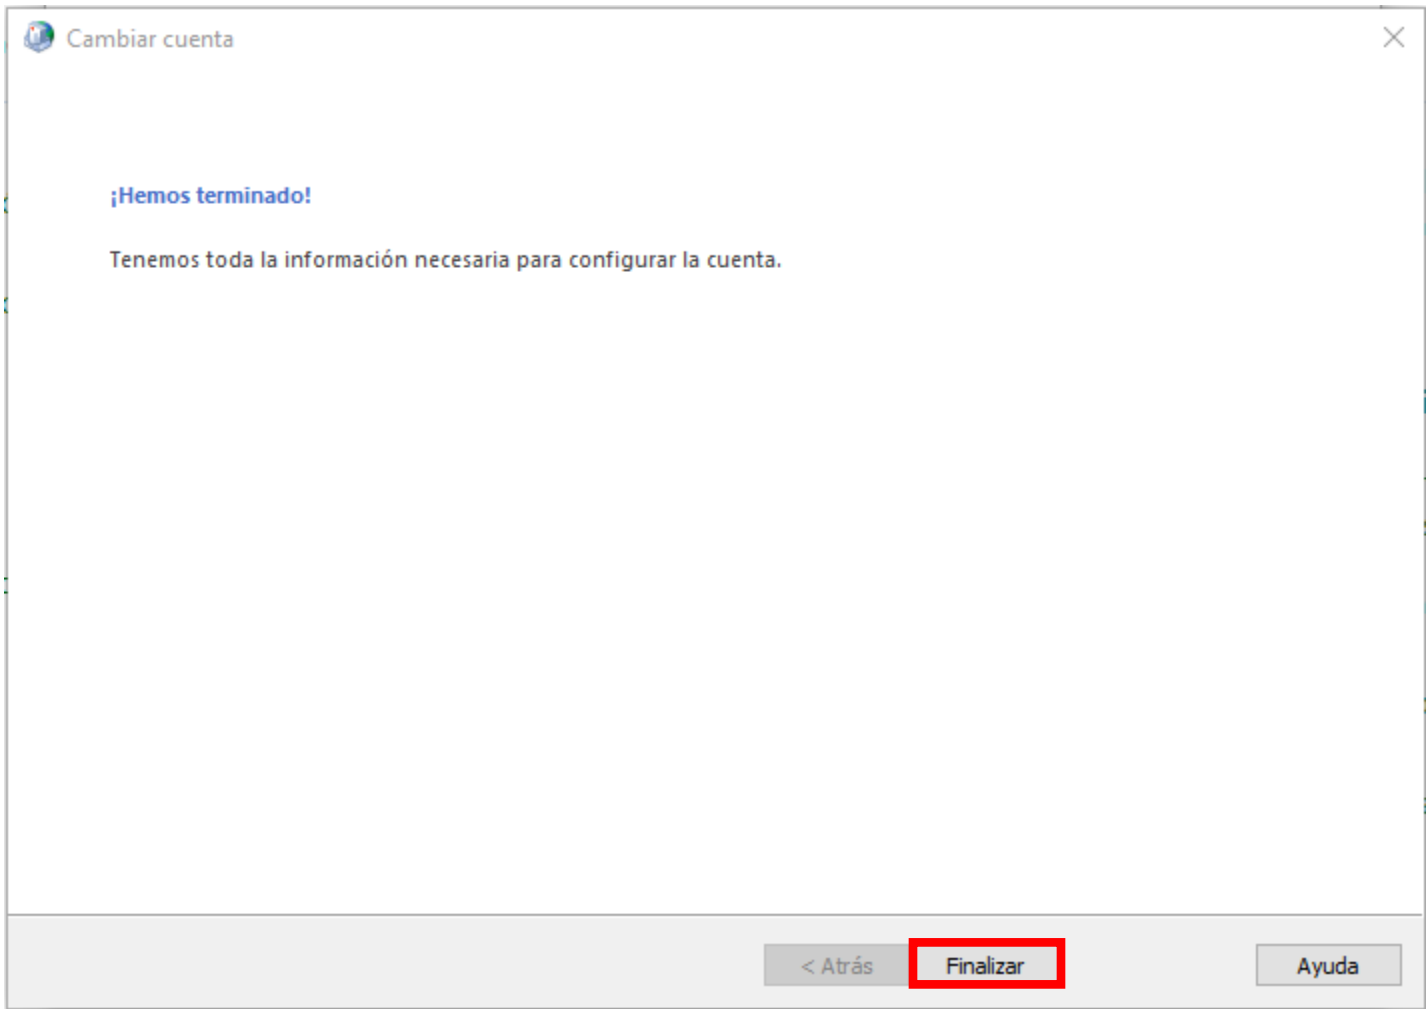 Cambiar cuenta
¡Hemos terminado!
Tenemos toda la información necesaria para configurar la cuenta.
< Atrás
Finalizar
Ayuda